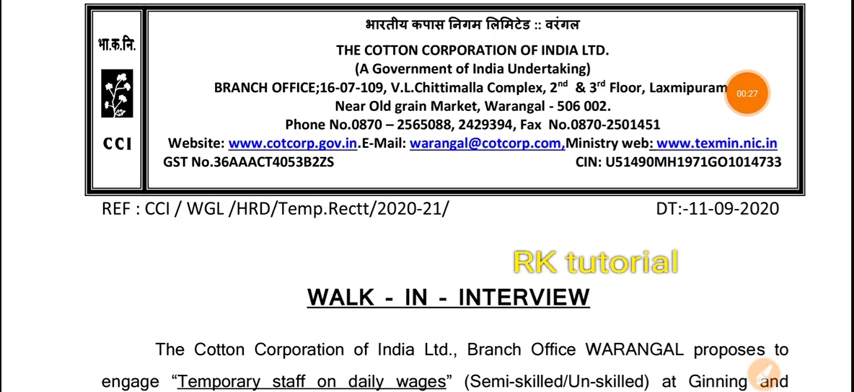 भारतीय कपास निगम लिमिटेड :: वरंगल
भा.क.नि.
THE COTTON CORPORATION OF INDIA LTD.
(A Government of India Undertaking)
BRANCH OFFICE;16-07-109, V.L.Chittimalla Complex, 2nd & 3rd Floor, Laxmipuram
00:27
Near Old grain Market, Warangal - 506 002.
Phone No.0870 – 2565088, 2429394, Fax No.0870-2501451
CCI
Website: www.cotcorp.gov.in.E-Mail: warangal@cotcorp.com,Ministry web: www.texmin.nic.in
GST No.36AAACT4053B2ZS CIN: U51490MH1971GO1014733
REF : CCI / WGL /HRD/Temp.Rectt/2020-21/ DT:-11-09-2020
RK tutorial
WALK - IN - INTERVIEW
The Cotton Corporation of India Ltd., Branch Office WARANGAL proposes to
engage “Temporary staff on daily wages” (Semi-skilled/Un-skilled) at Ginning and